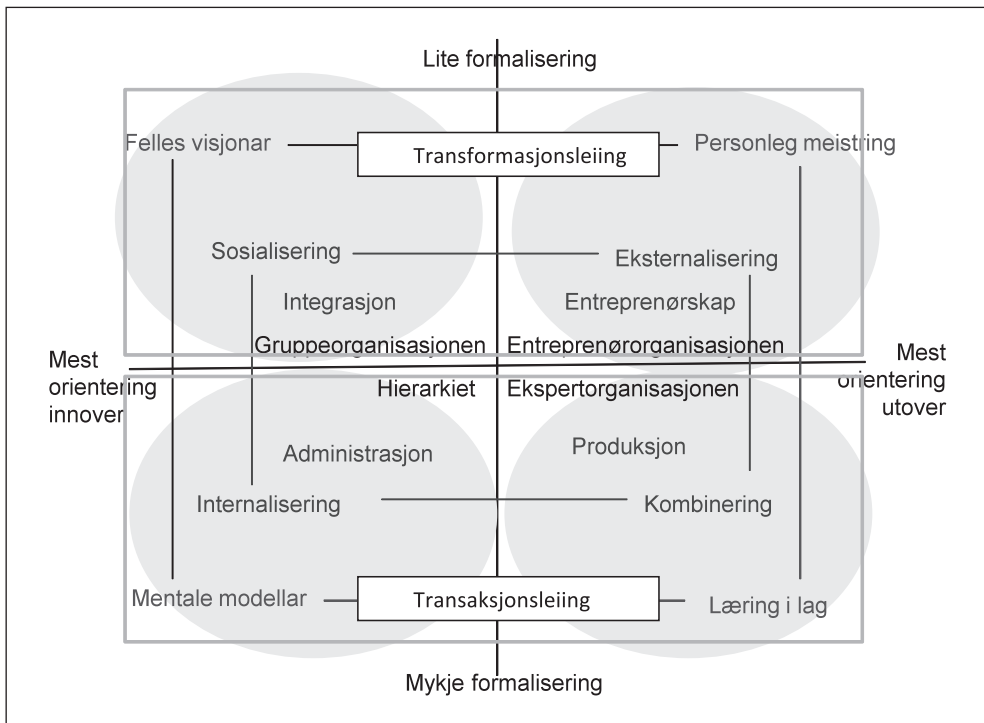 Lite formalisering
Felles visjonar
Transformasjonsleiing
Personleg meistring
Sosialisering
Eksternalisering
Integrasjon
Entreprenørskap
Gruppeorganisasjonen
Entreprenørorganisasjonen
Mest
orientering
innover
Mest
orientering
utover
Hierarkiet
Ekspertorganisasjonen
Administrasjon
Produksjon
Internalisering
Kombinering
Mentale modellar
Transaksjonsleiing
Læring i lag
Mykje formalisering